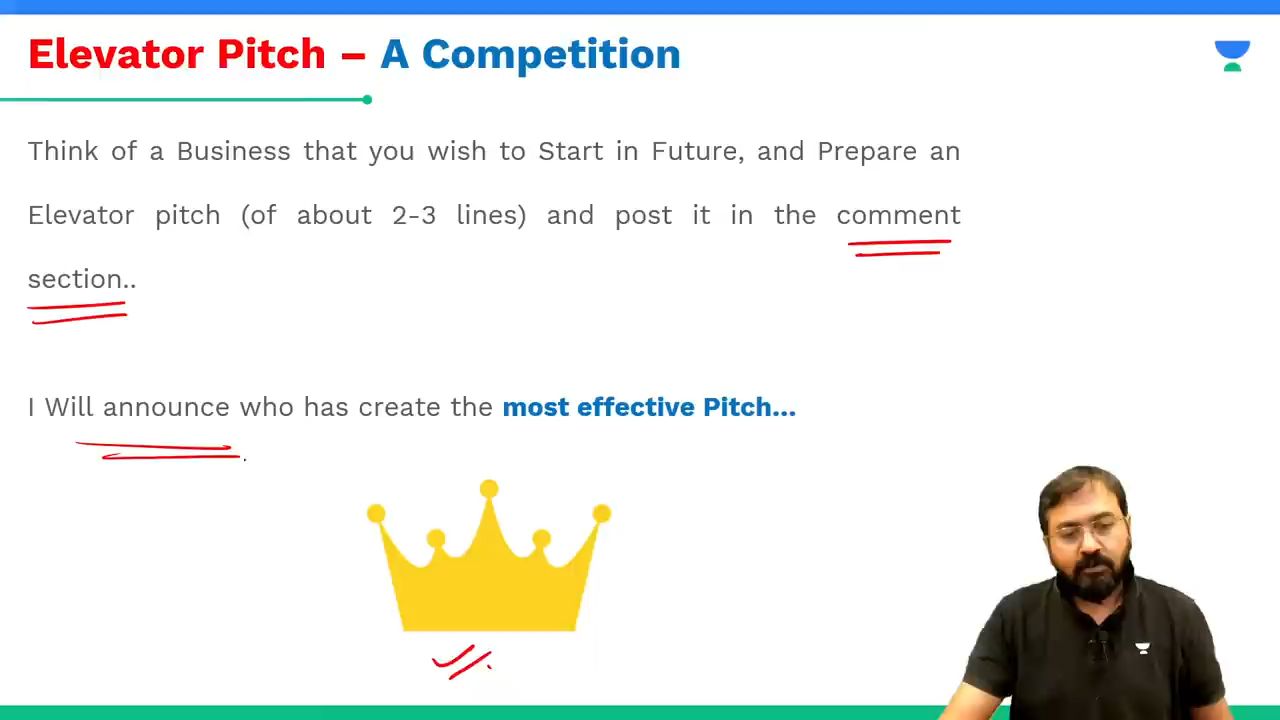 Elevator Pitch – A Competition
Think of a Business that you wish to Start in Future, and Prepare an
Elevator pitch (of about 2-3 lines) and post it in the comment
section..
I Will announce who has create the most effective Pitch...